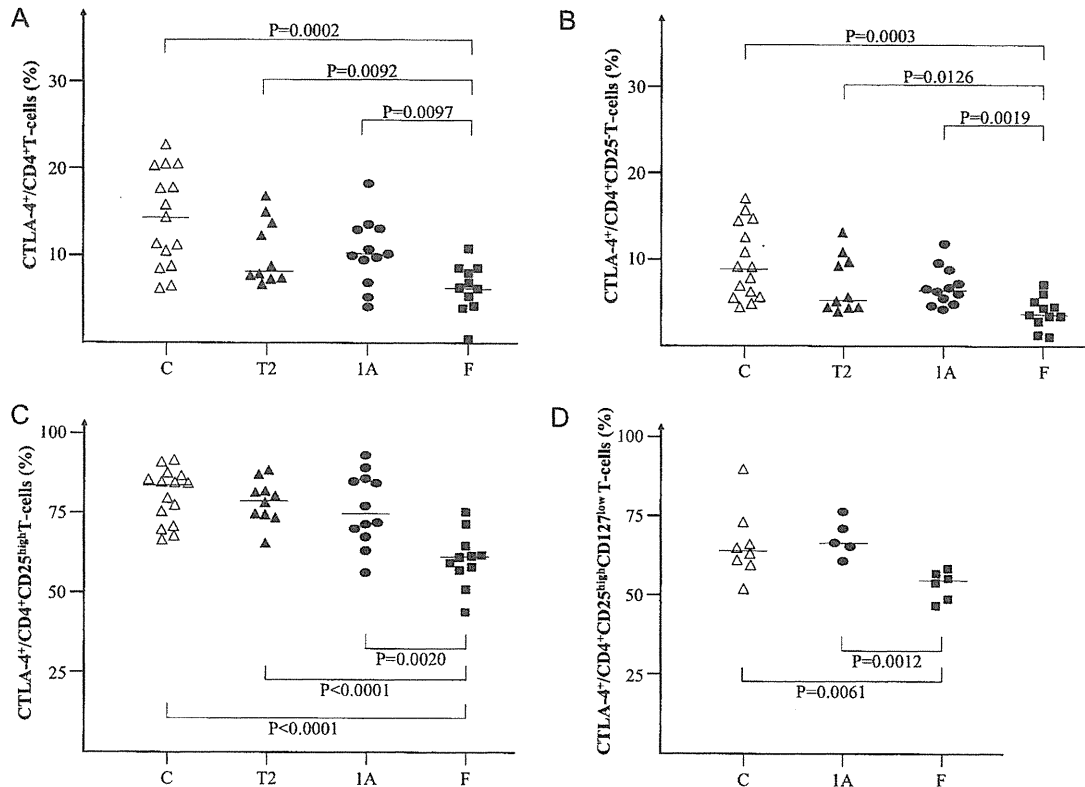 A
CTLA-4⁺/CD4⁺T-cells (%)
30
20
10
P=0.0002
P=0.0092
P=0.0097
C T2 1A F
B
CTLA-4⁺/CD4⁺CD25⁻T-cells (%)
30
20
10
P=0.0003
P=0.0126
P=0.0019
C T2 1A F
C
CTLA-4⁺/CD4⁺CD25ʰⁱᵍʰT-cells (%)
100
75
50
25
P=0.0020
P<0.0001
P<0.0001
C T2 1A F
D
CTLA-4⁺/CD4⁺CD25ʰⁱᵍʰCD127ˡᵒʷ T-cells (%)
100
75
50
25
P=0.0012
P=0.0061
C 1A F